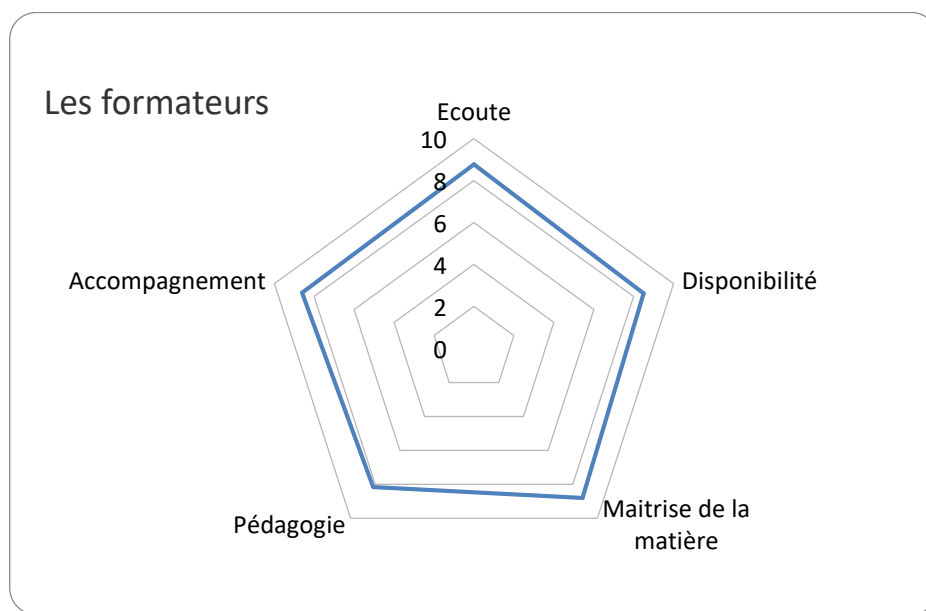 Les formateurs
Ecoute
10
8
6
4
2
0
Disponibilité
Maitrise de la
matière
Pédagogie
Accompagnement